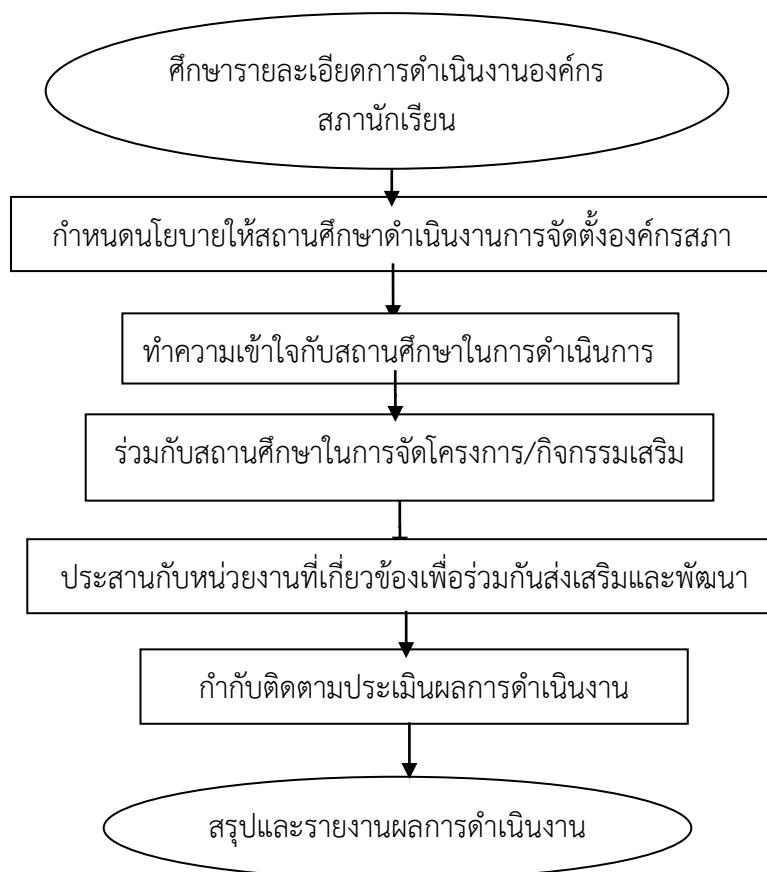 ศึกษารายละเอียดการดำเนินงานองค์กร
สภานักเรียน
กำหนดนโยบายให้สถานศึกษาดำเนินงานการจัดตั้งองค์กรสภา
ทำความเข้าใจกับสถานศึกษาในการดำเนินการ
ร่วมกับสถานศึกษาในการจัดโครงการ/กิจกรรมเสริม
ประสานกับหน่วยงานที่เกี่ยวข้องเพื่อร่วมกันส่งเสริมและพัฒนา
กำกับติดตามประเมินผลการดำเนินงาน
สรุปและรายงานผลการดำเนินงาน